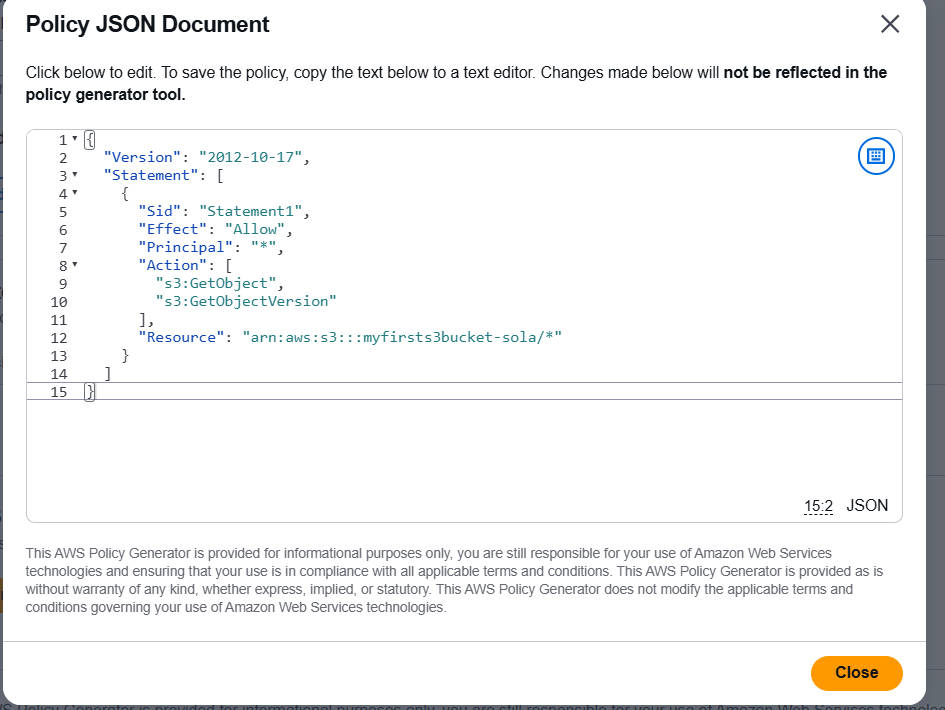 Policy JSON Document
Click below to edit. To save the policy, copy the text below to a text editor. Changes made below will not be reflected in the
policy generator tool.
1 {
2 "Version": "2012-10-17",
3 "Statement": [
4 {
5 "Sid": "Statement1",
6 "Effect": "Allow",
7 "Principal": "*",
8 "Action": [
9 "s3:GetObject",
10 "s3:GetObjectVersion"
11 ],
12 "Resource": "arn:aws:s3:::myfirsts3bucket-sola/*"
13 }
14 ]
15 }
15:2 JSON
This AWS Policy Generator is provided for informational purposes only, you are still responsible for your use of Amazon Web Services
technologies and ensuring that your use is in compliance with all applicable terms and conditions. This AWS Policy Generator is provided as is
without warranty of any kind, whether express, implied, or statutory. This AWS Policy Generator does not modify the applicable terms and
conditions governing your use of Amazon Web Services technologies.
Close